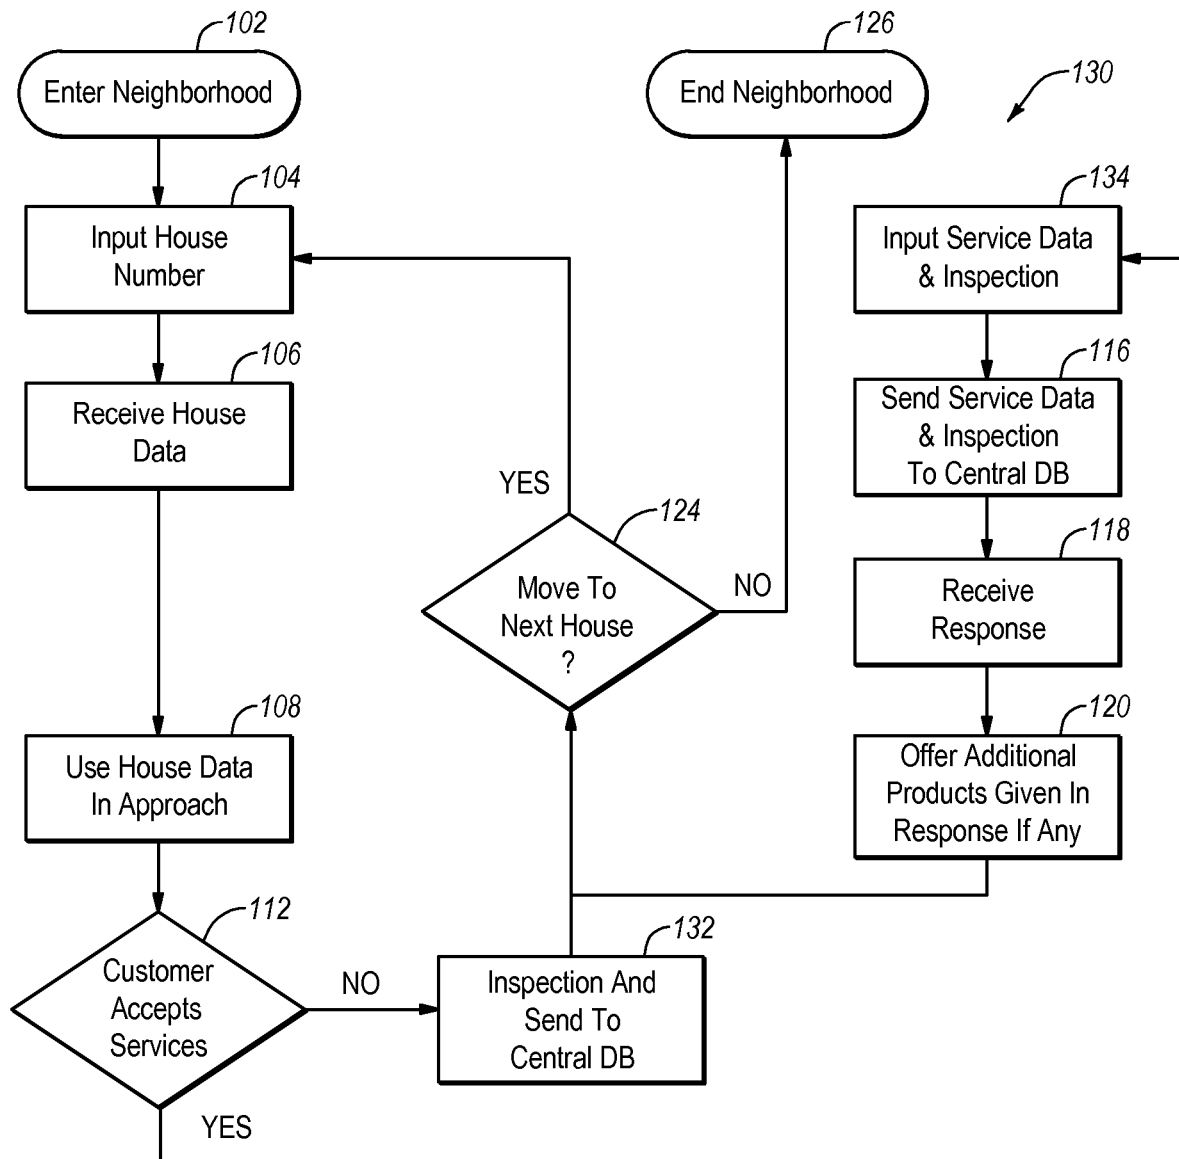 102
Enter Neighborhood
104
Input House
Number
106
Receive House
Data
108
Use House Data
In Approach
112
Customer
Accepts
Services
YES
NO
132
Inspection And
Send To
Central DB
124
Move To
Next House
?
YES
NO
126
End Neighborhood
130
134
Input Service Data
& Inspection
116
Send Service Data
& Inspection
To Central DB
118
Receive
Response
120
Offer Additional
Products Given In
Response If Any